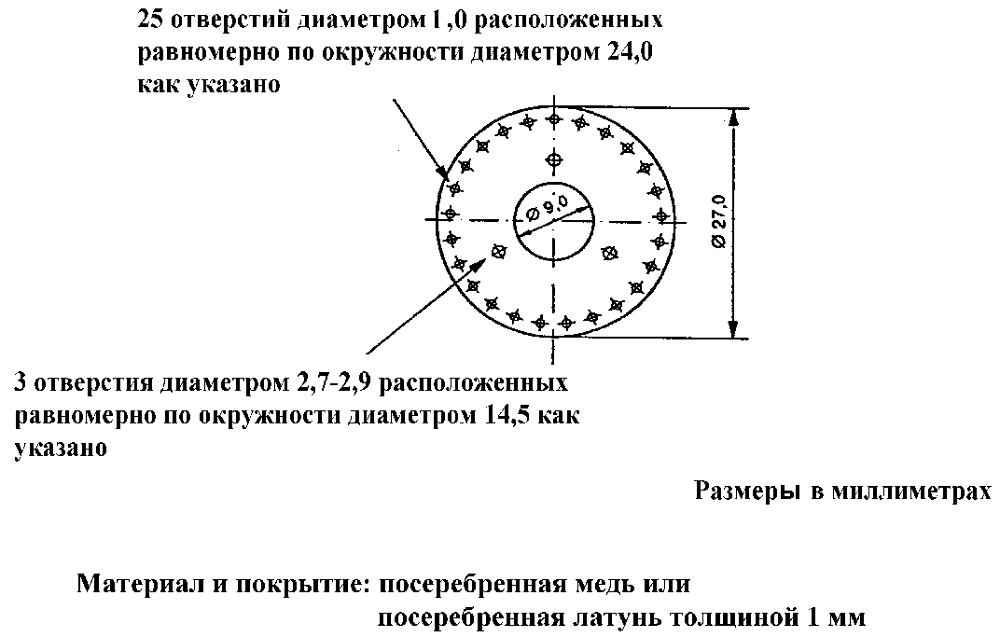 25 отверстий диаметром 1,0 расположенных
равномерно по окружности диаметром 24,0
как указано
Ø 9,0
Ø 27,0
3 отверстия диаметром 2,7-2,9 расположенных
равномерно по окружности диаметром 14,5 как
указано
Размеры в миллиметрах
Материал и покрытие: посеребренная медь или
посеребренная латунь толщиной 1 мм